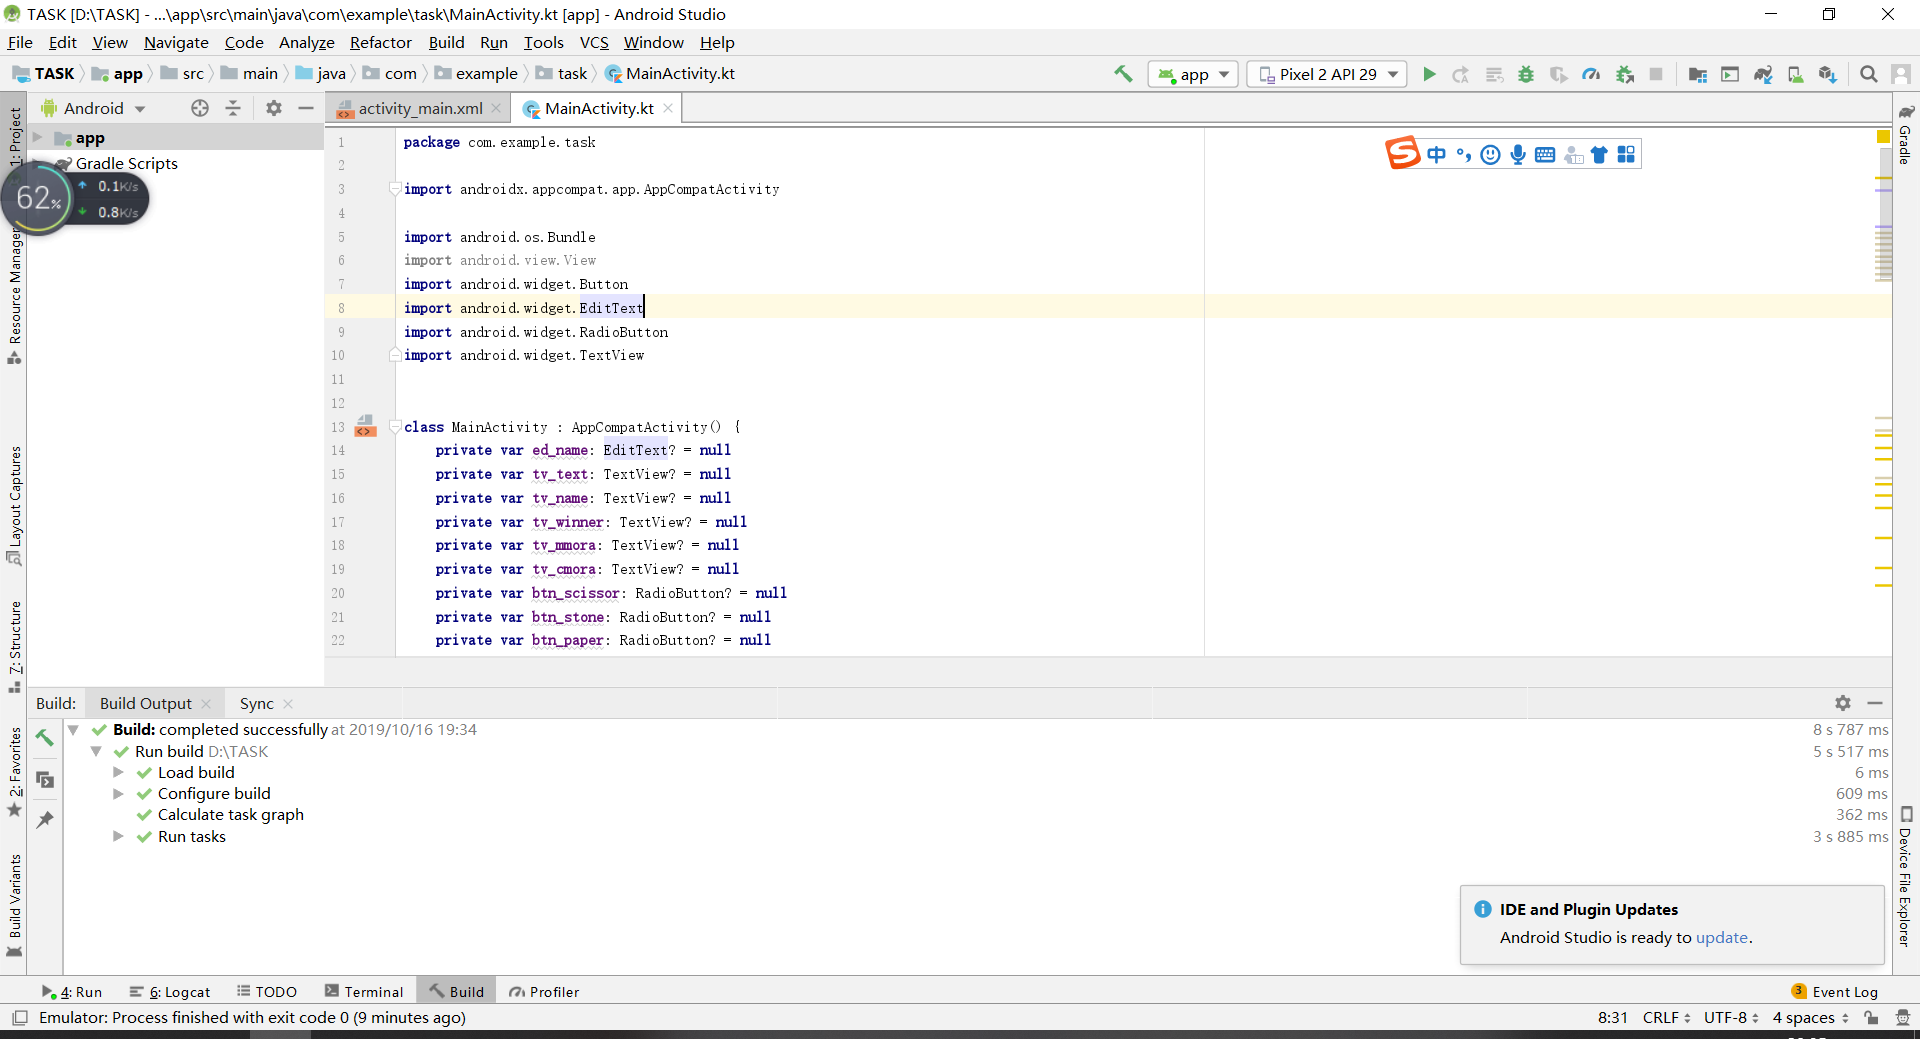 TASK [D:\TASK] - ...\app\src\main\java\com\example\task\MainActivity.kt [app] - Android Studio
File Edit View Navigate Code Analyze Refactor Build Run Tools VCS Window Help
TASK app src main java com example task MainActivity.kt
app Pixel 2 API 29
Android
activity_main.xml MainActivity.kt
app
Gradle Scripts
62%
0.1K/s
0.8K/s
1: Project
Resource Manager
Layout Captures
7: Structure
2: Favorites
Build Variants
Gradle
Device File Explorer
中
1 package com.example.task
2
3 import androidx.appcompat.app.AppCompatActivity
4
5 import android.os.Bundle
6 import android.view.View
7 import android.widget.Button
8 import android.widget.EditText
9 import android.widget.RadioButton
10 import android.widget.TextView
11
12
13 class MainActivity : AppCompatActivity() {
14 private var ed_name: EditText? = null
15 private var tv_text: TextView? = null
16 private var tv_name: TextView? = null
17 private var tv_winner: TextView? = null
18 private var tv_mmora: TextView? = null
19 private var tv_cmora: TextView? = null
20 private var btn_scissor: RadioButton? = null
21 private var btn_stone: RadioButton? = null
22 private var btn_paper: RadioButton? = null
Build: Build Output Sync
Build: completed successfully at 2019/10/16 19:34 8 s 787 ms
Run build D:\TASK 5 s 517 ms
Load build 6 ms
Configure build 609 ms
Calculate task graph 362 ms
Run tasks 3 s 885 ms
IDE and Plugin Updates
Android Studio is ready to update.
4: Run 6: Logcat TODO Terminal Build Profiler 3 Event Log
Emulator: Process finished with exit code 0 (9 minutes ago) 8:31 CRLF UTF-8 4 spaces